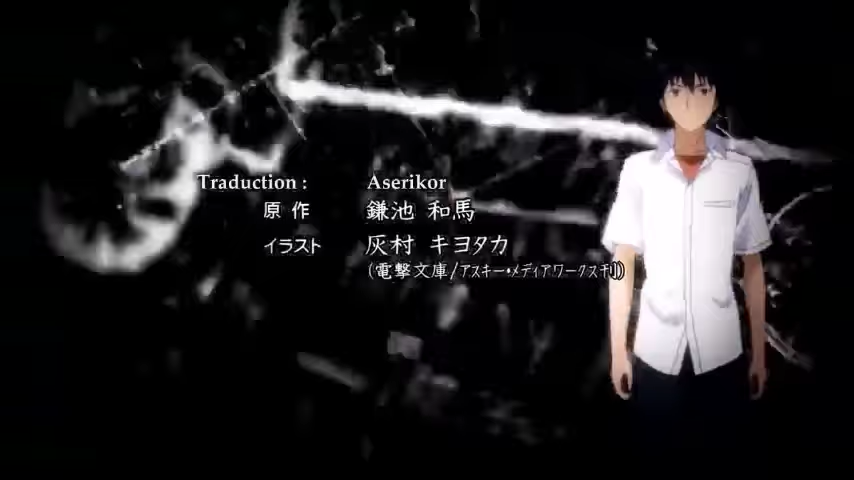 Traduction : Aserikor
原作 鎌池 和馬
イラスト 灰村 キヨタカ
(電撃文庫/アスキー・メディアワークス刊)